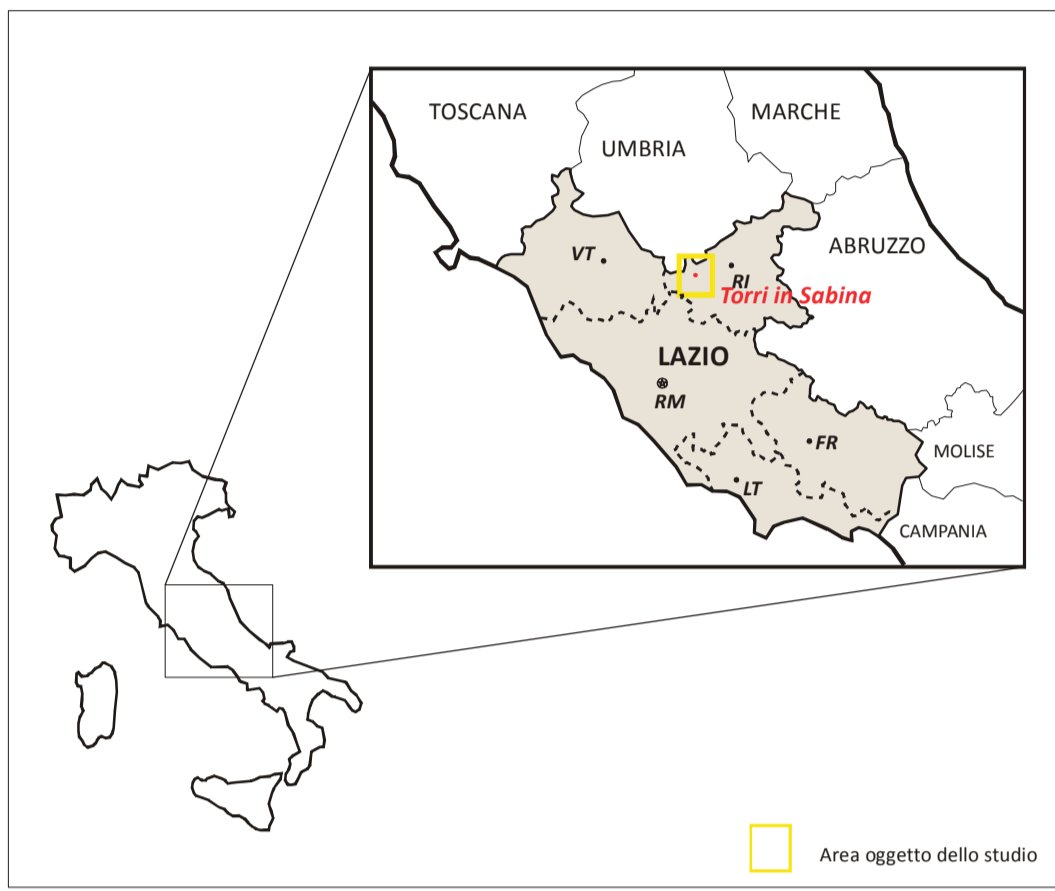 TOSCANA
MARCHE
UMBRIA
ABRUZZO
VT
RI
Torri in Sabina
LAZIO
RM
FR
MOLISE
LT
CAMPANIA
Area oggetto dello studio